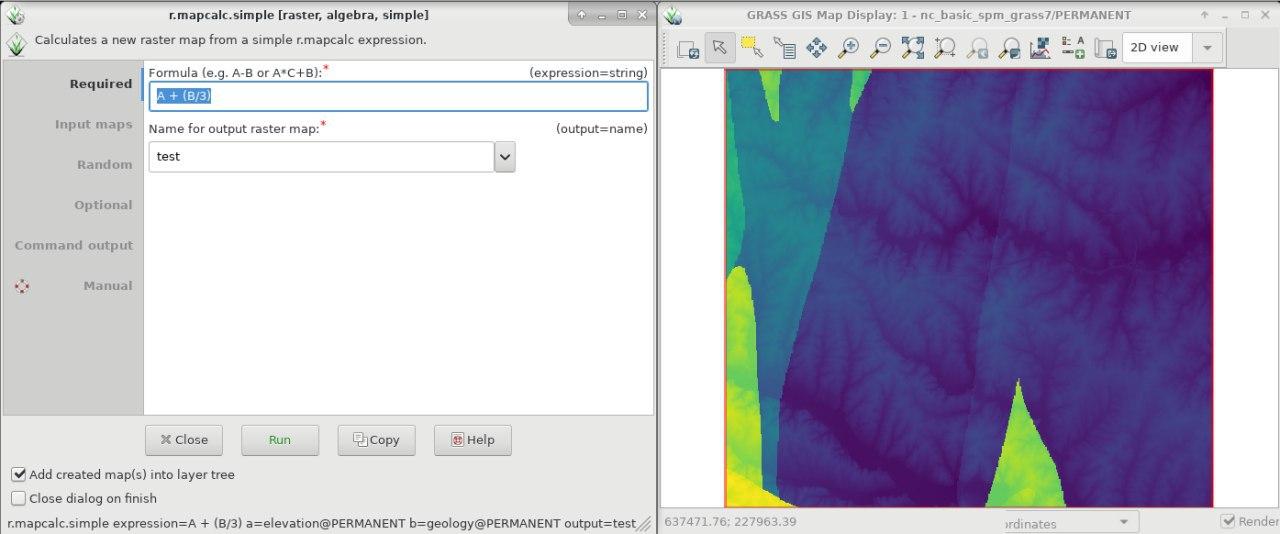 r.mapcalc.simple [raster, algebra, simple]
Calculates a new raster map from a simple r.mapcalc expression.
Required
Input maps
Random
Optional
Command output
Manual
Formula (e.g. A-B or A*C+B):* (expression=string)
A + (B/3)
Name for output raster map:* (output=name)
test
Close
Run
Copy
Help
Add created map(s) into layer tree
Close dialog on finish
r.mapcalc.simple expression=A + (B/3) a=elevation@PERMANENT b=geology@PERMANENT output=test
GRASS GIS Map Display: 1 - nc_basic_spm_grass7/PERMANENT
2D view
637471.76; 227963.39
ordinates
Render